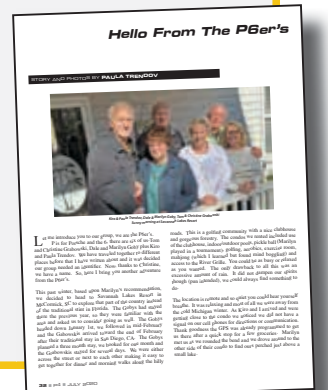 Hello From The P6er's
STORY AND PHOTOS BY PAULA TRENDOV
Let me introduce you to our group, we are the P6er's.
P is for Paradise and the 6- there are six of us-Tom
and Christine Grabowski, Dale and Marilyn Gohl plus Kiro
and Paula Trendov. We have traveled together to different
places before that I have written about and it was decided
our group needed an identifier. Now, thanks to Christine,
we have a name. So, here I bring you another adventure
from the P6er's.
This past winter, based upon Marilyn's recommendation,
we decided to head to Savannah Lakes Resort in
McCormick, SC to explore that part of the country instead
of the traditional stint in Florida. The Gohls had stayed
there the previous year, so they were familiar with the
area and asked us to consider going as well. The Gohls
headed down January 1st, we followed in mid-February
and the Grabowskis arrived toward the end of February
after their traditional stay in San Diego, CA. The Gohls
planned a three month stay, we booked for one month and
the Grabowskis stayed for several days. We were either
across the street or next to each other making it easy to
get together for dinner and morning walks about the hilly
roads. This is a gated community with a nice clubhouse
and gorgeous forestry. The condos we rented included use
of the clubhouse, indoor/outdoor pool, pickle ball (Marilyn
played in a tournament), golfing, aerobics, exercise room,
kayaking (which I learned but found mind boggling) and
access to the River Grille. You could be as busy or relaxed
as you wanted. The only drawback to all this was an
excessive amount of rain. It did not dampen our spirits
though (pun intended), we could always find something to
do.
The location is remote and so quiet you could hear yourself
breathe. It was relaxing and most of all we were away from
the cold Michigan winter. As Kiro and I arrived and were
getting close to the condo we noticed we did not have a
signal on our cell phones for directions or communication.
Thank goodness the GPS was already programmed to get
us there after a quick stop for a few groceries. Marilyn
met us as we rounded the bend and we drove around to the
other side of their condo to find ours perched just above a
small lake.